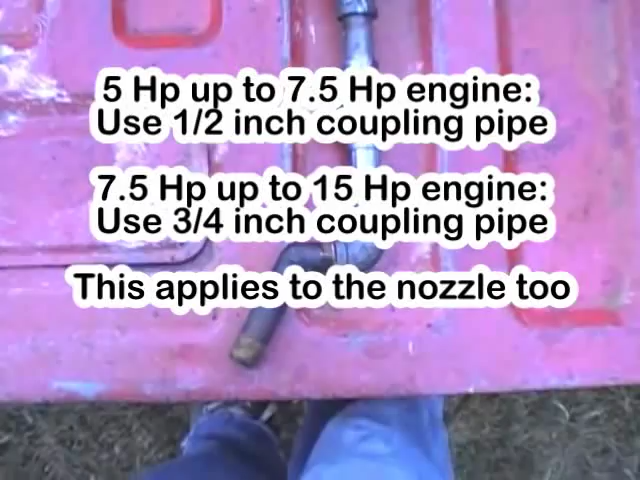 5 Hp up to 7.5 Hp engine:
Use 1/2 inch coupling pipe
7.5 Hp up to 15 Hp engine:
Use 3/4 inch coupling pipe
This applies to the nozzle too